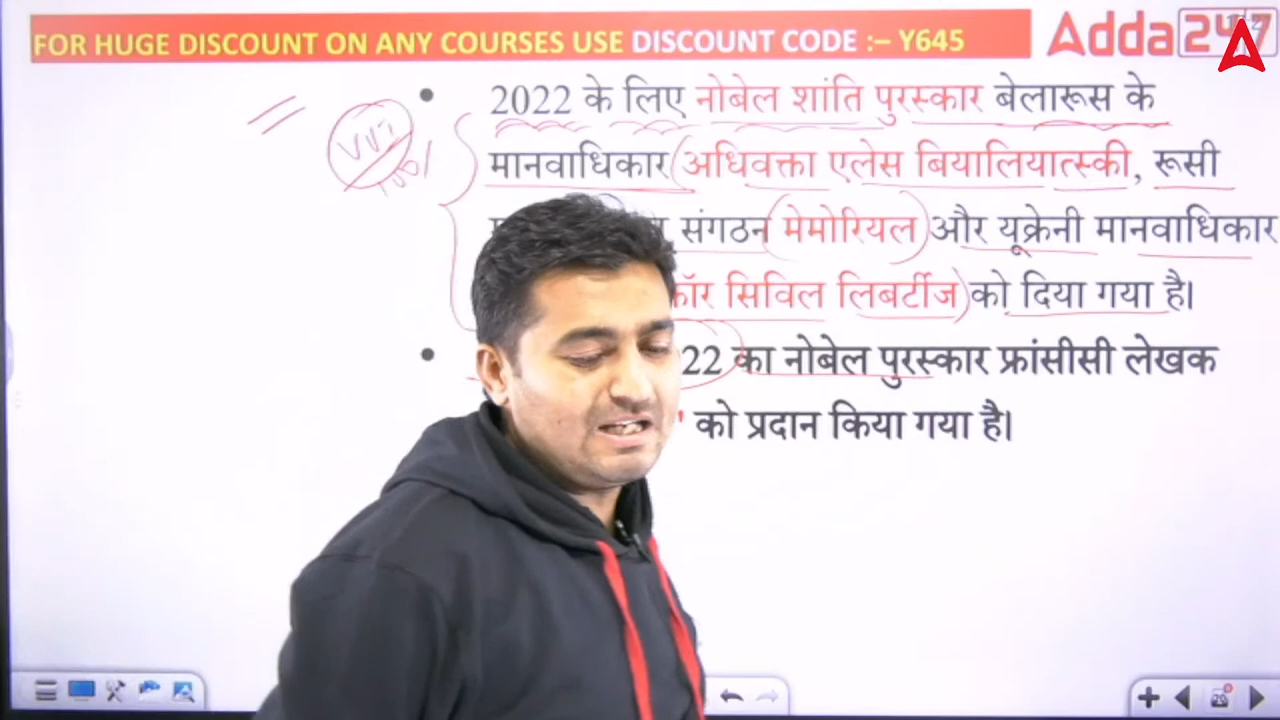 FOR HUGE DISCOUNT ON ANY COURSES USE DISCOUNT CODE :– Y645
Adda247
2022 के लिए नोबेल शांति पुरस्कार बेलारूस के
मानवाधिकार (अधिवक्ता एलेस बियालियात्स्की, रूसी
संगठन (मेमोरियल) और यूक्रेनी मानवाधिकार
फॉर सिविल लिबर्टीज) को दिया गया है।
22 का नोबेल पुरस्कार फ्रांसीसी लेखक
' को प्रदान किया गया है।